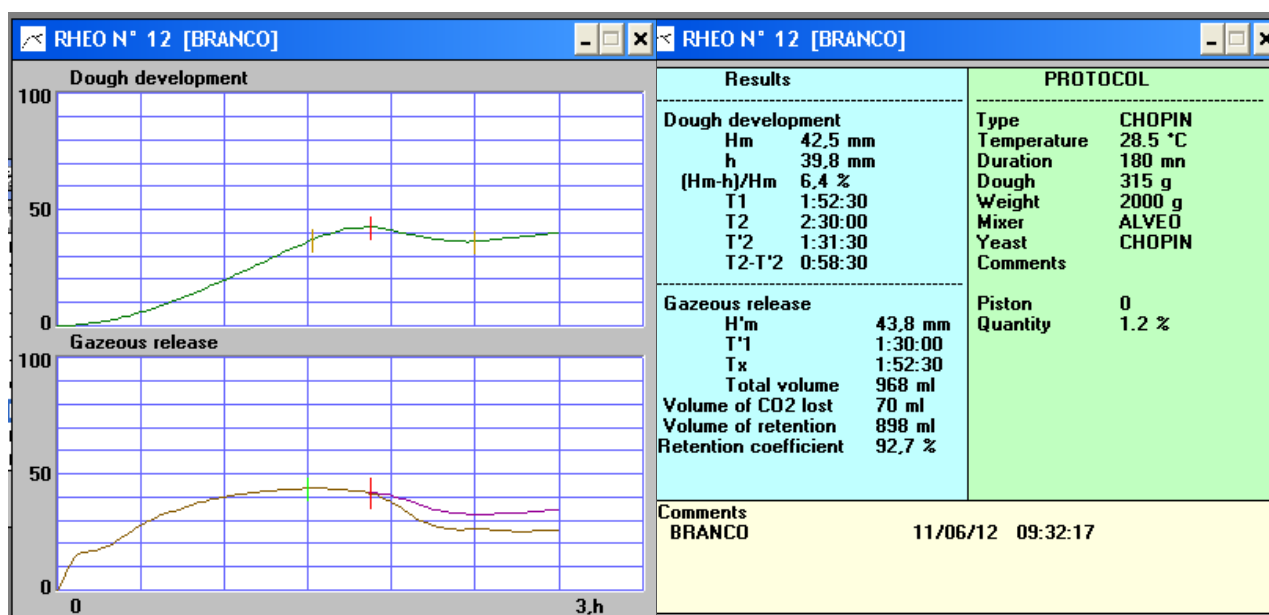 RHEO N° 12 [BRANCO]
Dough development
100
50
0
Gazeous release
100
50
0
0 3,h
RHEO N° 12 [BRANCO]
Results
Dough development
Hm 42,5 mm
h 39,8 mm
(Hm-h)/Hm 6,4 %
T1 1:52:30
T2 2:30:00
T'2 1:31:30
T2-T'2 0:58:30
Gazeous release
H'm 43,8 mm
T'1 1:30:00
Tx 1:52:30
Total volume 968 ml
Volume of CO2 lost 70 ml
Volume of retention 898 ml
Retention coefficient 92,7 %
PROTOCOL
Type CHOPIN
Temperature 28.5 °C
Duration 180 mn
Dough 315 g
Weight 2000 g
Mixer ALVEO
Yeast CHOPIN
Comments
Piston 0
Quantity 1.2 %
Comments
BRANCO 11/06/12 09:32:17